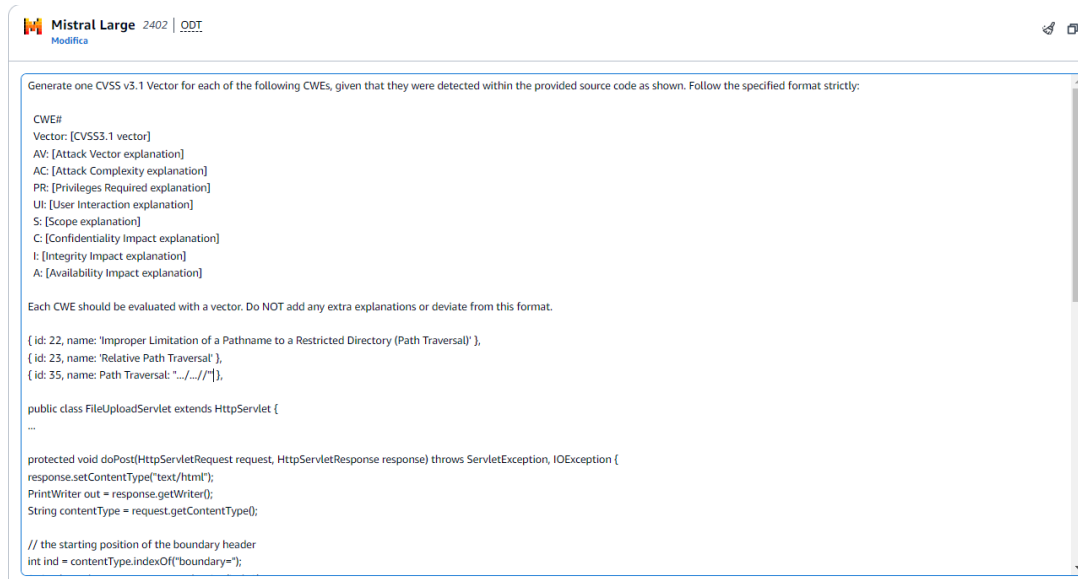 Mistral Large 2402 | ODT
Modifica
Generate one CVSS v3.1 Vector for each of the following CWEs, given that they were detected within the provided source code as shown. Follow the specified format strictly:
CWE#
Vector: [CVSS3.1 vector]
AV: [Attack Vector explanation]
AC: [Attack Complexity explanation]
PR: [Privileges Required explanation]
UI: [User Interaction explanation]
S: [Scope explanation]
C: [Confidentiality Impact explanation]
I: [Integrity Impact explanation]
A: [Availability Impact explanation]
Each CWE should be evaluated with a vector. Do NOT add any extra explanations or deviate from this format.
{ id: 22, name: 'Improper Limitation of a Pathname to a Restricted Directory (Path Traversal)' },
{ id: 23, name: 'Relative Path Traversal' },
{ id: 35, name: Path Traversal: ".../...//"' },
public class FileUploadServlet extends HttpServlet {
...
protected void doPost(HttpServletRequest request, HttpServletResponse response) throws ServletException, IOException {
response.setContentType("text/html");
PrintWriter out = response.getWriter();
String contentType = request.getContentType();
// the starting position of the boundary header
int ind = contentType.indexOf("boundary=");